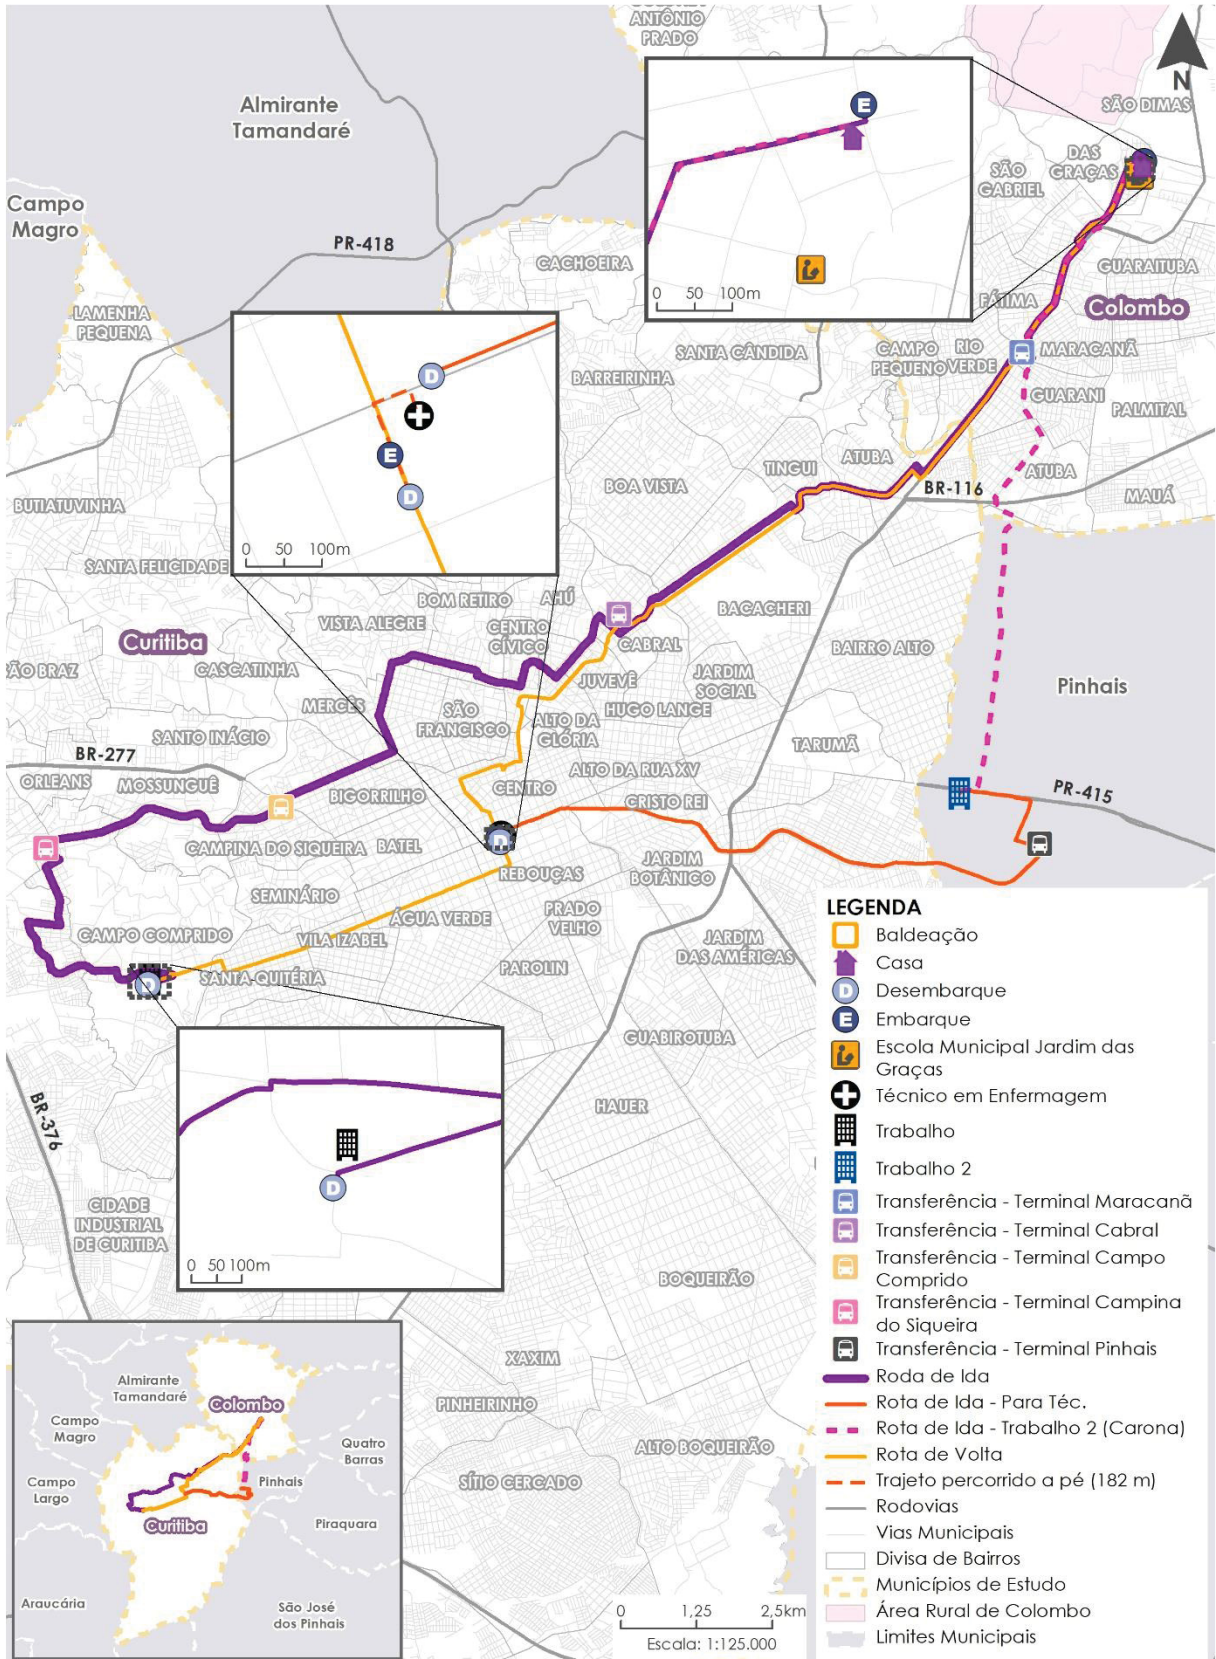 ANTÔNIO
PRADO
N
SÃO DIMAS
Almirante
Tamandaré
E
DAS
GRAÇAS
SÃO
GABRIEL
Campo
Magro
PR-418
CACHOEIRA
GUARAITUBA
0 50 100m
FÁTIMA
Colombo
LAMENHA
PEQUENA
SANTA CÂNDIDA
CAMPO
PEQUENO
RIO
VERDE
MARACANÃ
BARREIRINHA
D
GUARANI
PALMITAL
E
D
TINGUI
ATUBA
ATUBA
BOA VISTA
BR-116
MAUÁ
BUTIATUVINHA
0 50 100m
SANTA FELICIDADE
BOM RETIRO
AHÚ
BACACHERI
VISTA ALEGRE
CENTRO
CÍVICO
CABRAL
BAIRRO ALTO
Curitiba
SÃO BRAZ
CASCATINHA
JUVEVÊ
JARDIM
SOCIAL
Pinhais
MERCÊS
SÃO
FRANCISCO
HUGO LANGE
ALTO DA
GLÓRIA
SANTO INÁCIO
TARUMÃ
BR-277
ORLEANS
MOSSUNGUÊ
BIGORRILHO
CENTRO
ALTO DA RUA XV
CRISTO REI
PR-415
D
CAMPINA DO SIQUEIRA
BATEL
REBOUÇAS
JARDIM
BOTÂNICO
SEMINÁRIO
ÁGUA VERDE
PRADO
VELHO
CAMPO COMPRIDO
VILA IZABEL
JARDIM
DAS AMÉRICAS
PAROLIN
SANTA QUITÉRIA
D
GUABIROTUBA
BR-376
HAUER
D
CIDADE
INDUSTRIAL
DE CURITIBA
0 50 100m
BOQUEIRÃO
XAXIM
PINHEIRINHO
ALTO BOQUEIRÃO
SÍTIO CERCADO
LEGENDA
Baldeação
Casa
D Desembarque
E Embarque
Escola Municipal Jardim das
Graças
Técnico em Enfermagem
Trabalho
Trabalho 2
Transferência - Terminal Maracanã
Transferência - Terminal Cabral
Transferência - Terminal Campo
Comprido
Transferência - Terminal Campina
do Siqueira
Transferência - Terminal Pinhais
Roda de Ida
Rota de Ida - Para Téc.
Rota de Ida - Trabalho 2 (Carona)
Rota de Volta
Trajeto percorrido a pé (182 m)
Rodovias
Vias Municipais
Divisa de Bairros
Municípios de Estudo
Área Rural de Colombo
Limites Municipais
Almirante
Tamandaré
Colombo
Campo
Magro
Quatro
Barras
Campo
Largo
Pinhais
Curitiba
Piraquara
Araucária
São José
dos Pinhais
0 1,25 2,5km
Escala: 1:125.000